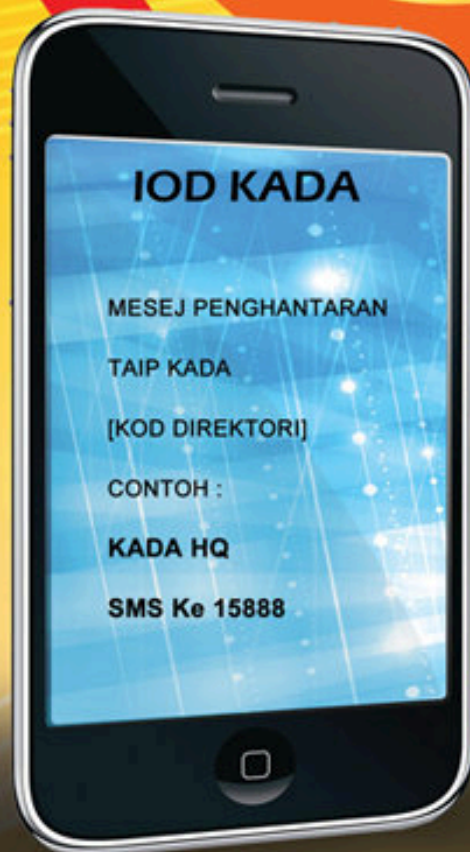 IOD KADA
MESEJ PENGHANTARAN
TAIP KADA
[KOD DIREKTORI]
CONTOH :
KADA HQ
SMS Ke 15888